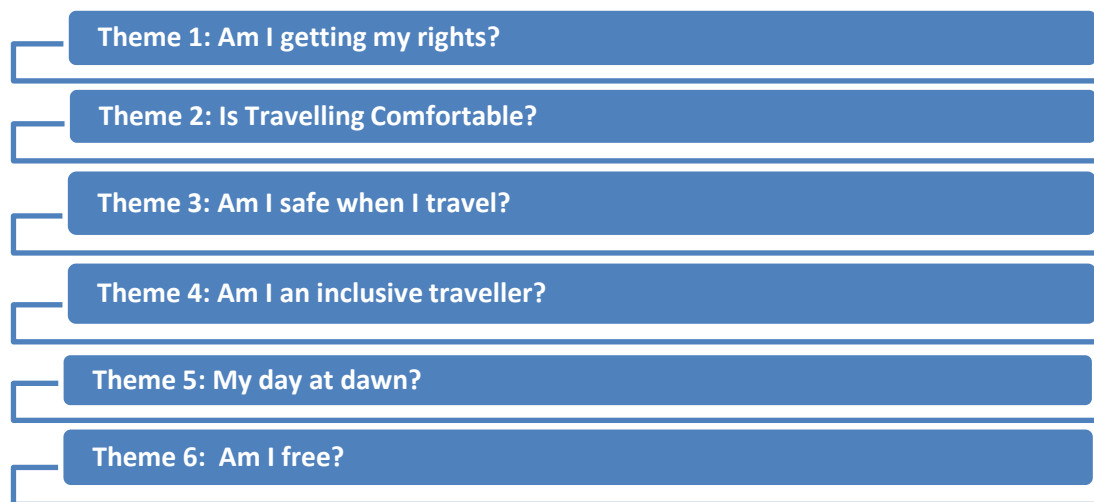 Theme 1: Am I getting my rights?
Theme 2: Is Travelling Comfortable?
Theme 3: Am I safe when I travel?
Theme 4: Am I an inclusive traveller?
Theme 5: My day at dawn?
Theme 6:  Am I free?